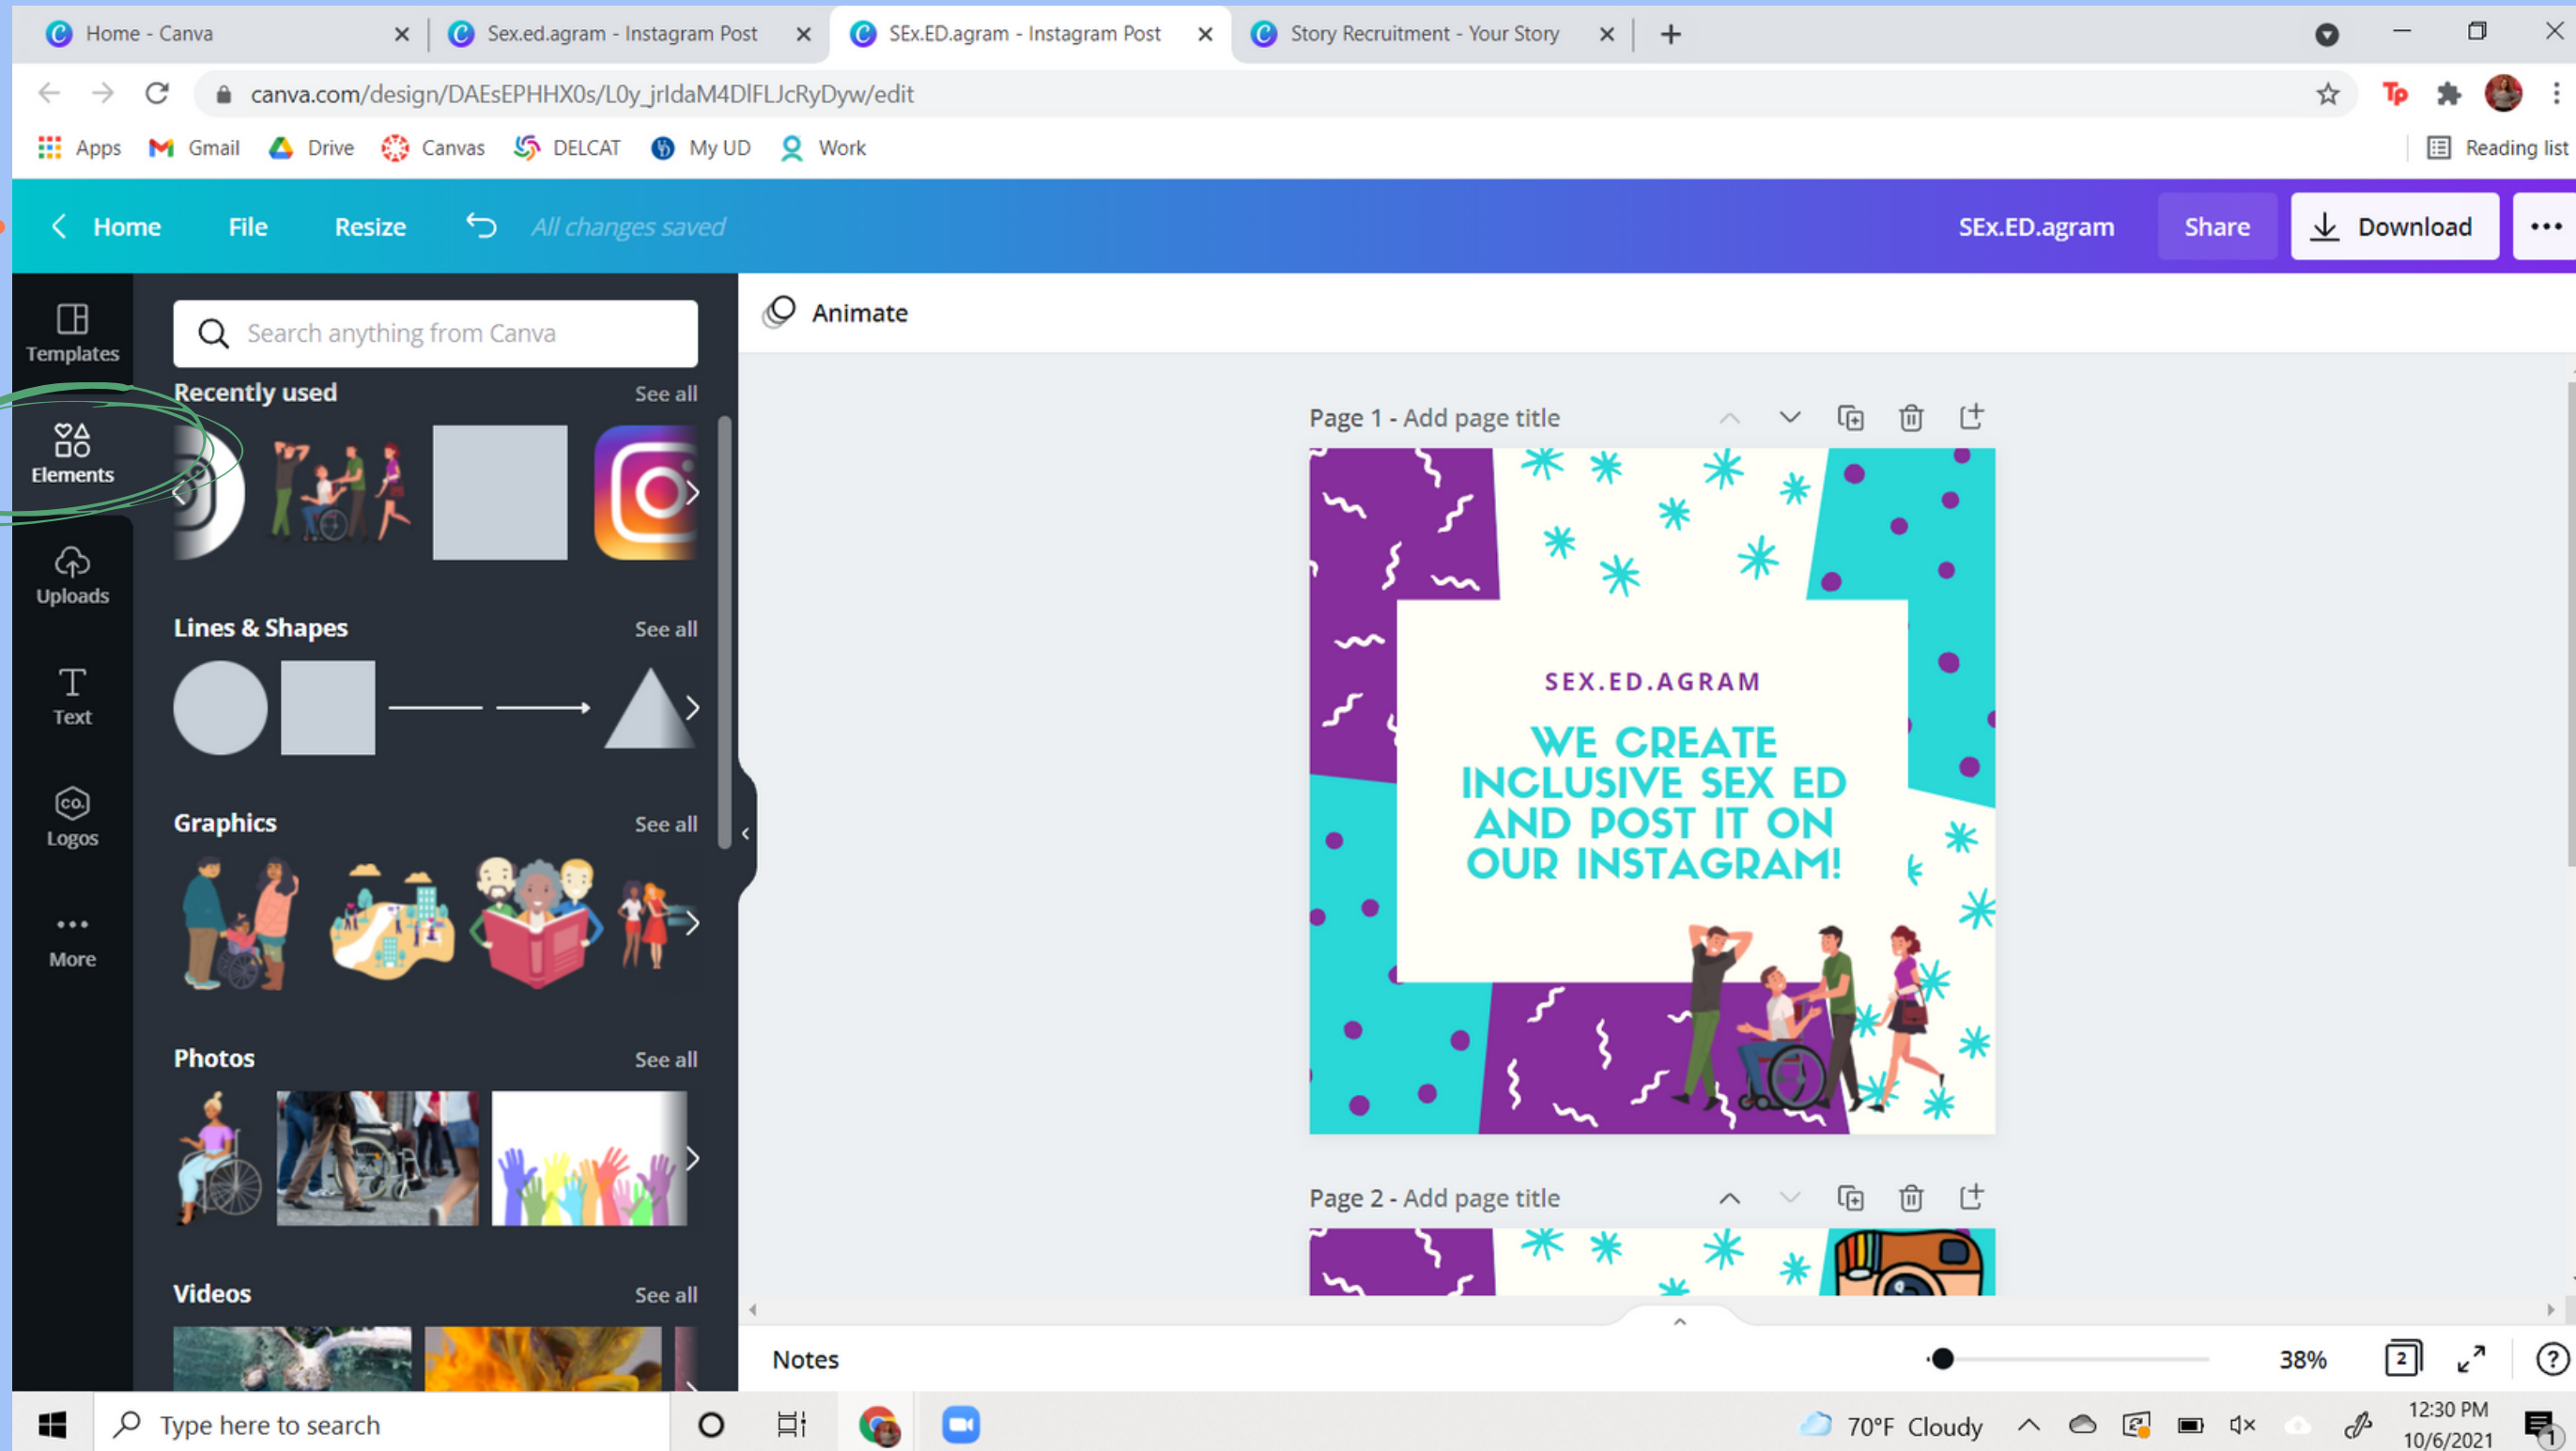 Home - Canva
Sex.ed.agram - Instagram Post
SEx.ED.agram - Instagram Post
Story Recruitment - Your Story
canva.com/design/DAEsEPHHX0s/L0y_jrIdaM4DlFLJcRyDyw/edit
Tp
Apps
Gmail
Drive
Canvas
DELCAT
My UD
Work
Reading list
Home
File
Resize
All changes saved
SEx.ED.agram
Share
Download
Templates
Elements
Uploads
Text
CO.
Logos
More
Search anything from Canva
Recently used
See all
Lines & Shapes
See all
Graphics
See all
Photos
See all
Videos
See all
Animate
Page 1 - Add page title
SEX.ED.AGRAM
WE CREATE
INCLUSIVE SEX ED
AND POST IT ON
OUR INSTAGRAM!
Page 2 - Add page title
Notes
38%
2
?
Type here to search
70°F Cloudy
12:30 PM
10/6/2021
1